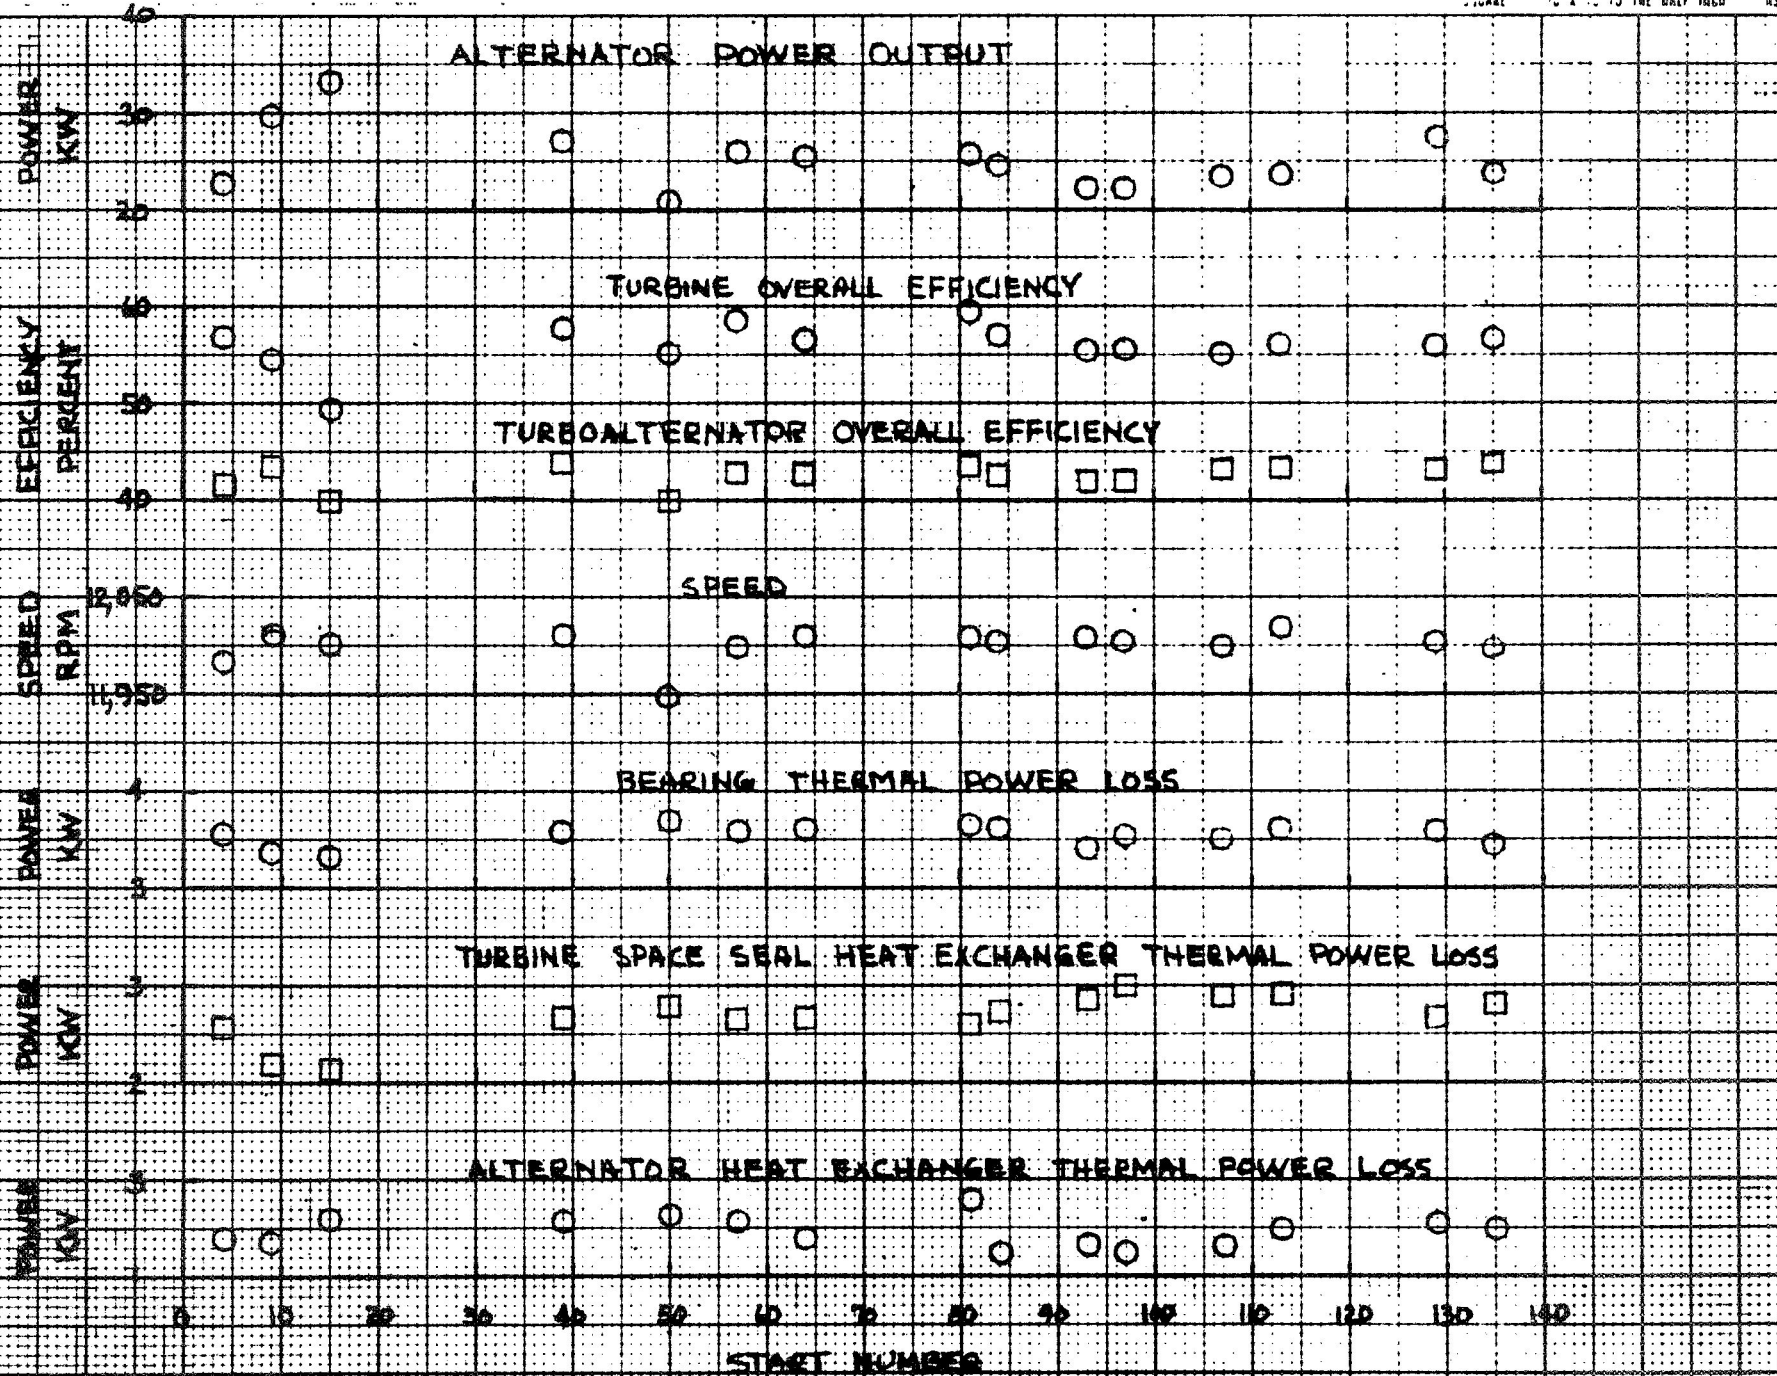 40
ALTERNATOR POWER OUTPUT
POWER
KW
30
20
TURBINE OVERALL EFFICIENCY
60
EFFICIENCY
PERCENT
50
TURBOALTERNATOR OVERALL EFFICIENCY
40
SPEED
12,050
SPEED
RPM
11,950
BEARING THERMAL POWER LOSS
4
POWER
KW
3
TURBINE SPACE SEAL HEAT EXCHANGER THERMAL POWER LOSS
3
POWER
KW
2
ALTERNATOR HEAT EXCHANGER THERMAL POWER LOSS
POWER
KW
0 10 20 30 40 50 60 70 80 90 100 110 120 130 140
START NUMBER